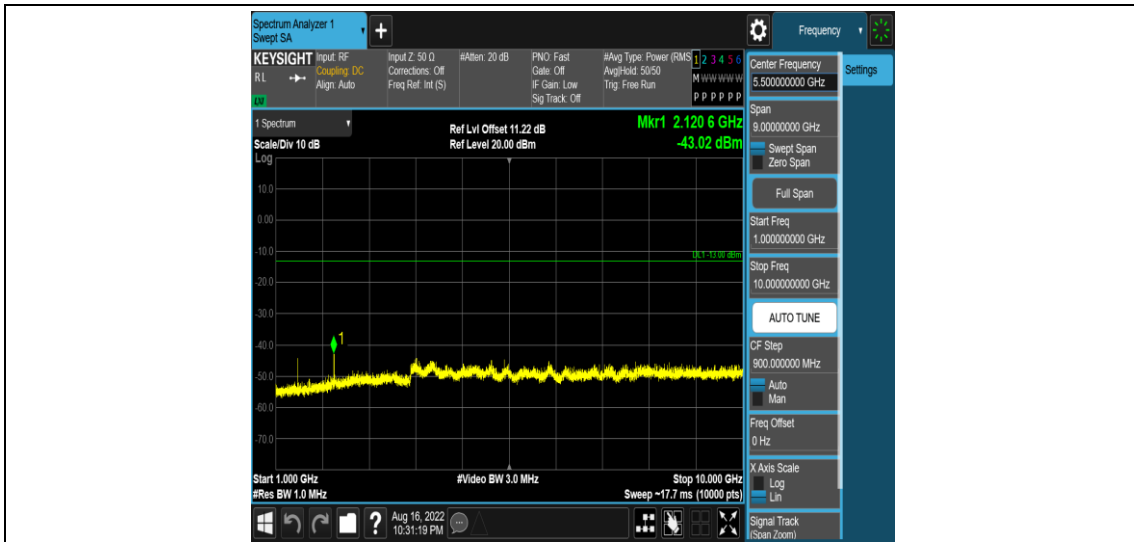 Spectrum Analyzer 1
Swept SA
+
Frequency
KEYSIGHT
RL
LXI
Input: RF
Coupling: DC
Align: Auto
Input Z: 50 Ω
Corrections: Off
Freq Ref: Int (S)
#Atten: 20 dB
PNO: Fast
Gate: Off
IF Gain: Low
Sig Track: Off
#Avg Type: Power (RMS
Avg|Hold: 50/50
Trig: Free Run
1 2 3 4 5 6
M W W W W W
P P P P P P
1 Spectrum
Scale/Div 10 dB
Log
Ref Lvl Offset 11.22 dB
Ref Level 20.00 dBm
Mkr1 2.120 6 GHz
-43.02 dBm
10.0
0.00
-10.0
DL1 -13.00 dBm
-20.0
-30.0
-40.0
1
-50.0
-60.0
-70.0
Start 1.000 GHz
#Res BW 1.0 MHz
#Video BW 3.0 MHz
Stop 10.000 GHz
Sweep ~17.7 ms (10000 pts)
?
Aug 16, 2022
10:31:19 PM
Center Frequency
5.500000000 GHz
Settings
Span
9.00000000 GHz
Swept Span
Zero Span
Full Span
Start Freq
1.000000000 GHz
Stop Freq
10.000000000 GHz
AUTO TUNE
CF Step
900.000000 MHz
Auto
Man
Freq Offset
0 Hz
X Axis Scale
Log
Lin
Signal Track
(Span Zoom)